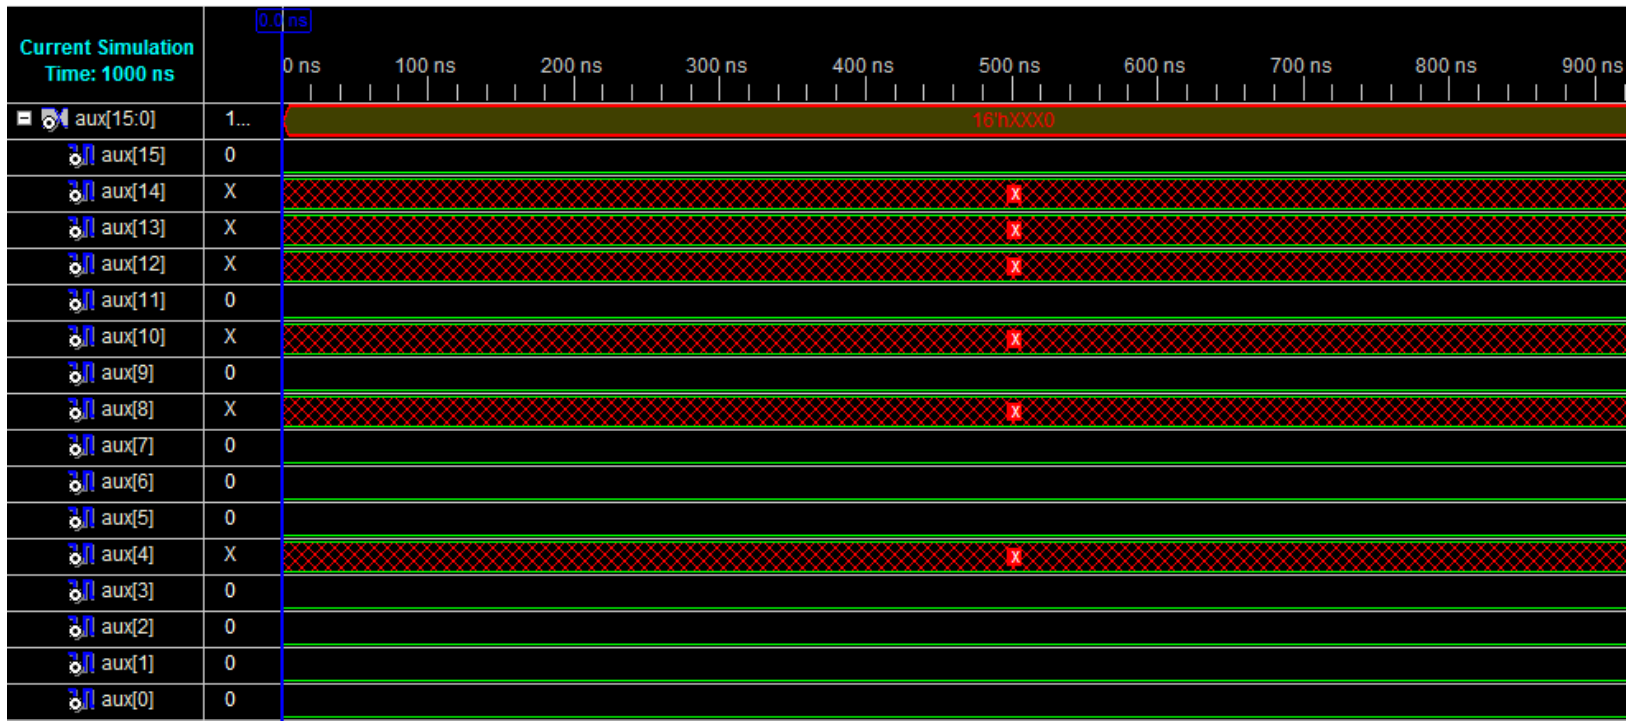 0.0 ns
Current Simulation
Time: 1000 ns
0 ns 100 ns 200 ns 300 ns 400 ns 500 ns 600 ns 700 ns 800 ns 900 ns
aux[15:0] 1... 16'hXXX0
aux[15] 0
aux[14] X X
aux[13] X X
aux[12] X X
aux[11] 0
aux[10] X X
aux[9] 0
aux[8] X X
aux[7] 0
aux[6] 0
aux[5] 0
aux[4] X X
aux[3] 0
aux[2] 0
aux[1] 0
aux[0] 0